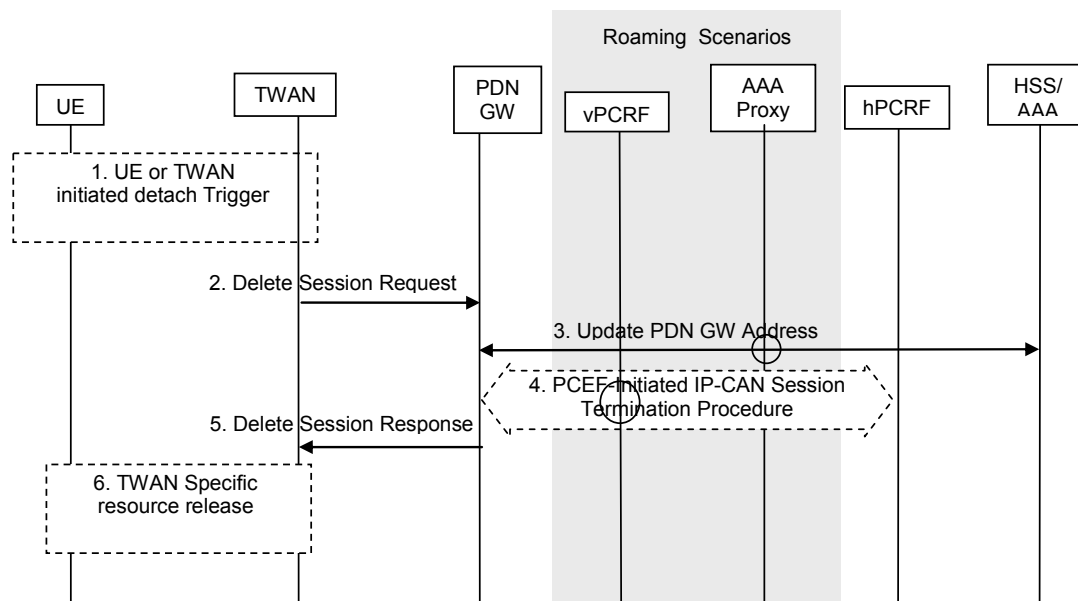 Roaming Scenarios
UE
TWAN
PDN
GW
vPCRF
AAA
Proxy
hPCRF
HSS/
AAA
1. UE or TWAN
initiated detach Trigger
2. Delete Session Request
3. Update PDN GW Address
4. PCEF-Initiated IP-CAN Session
Termination Procedure
5. Delete Session Response
6. TWAN Specific
resource release